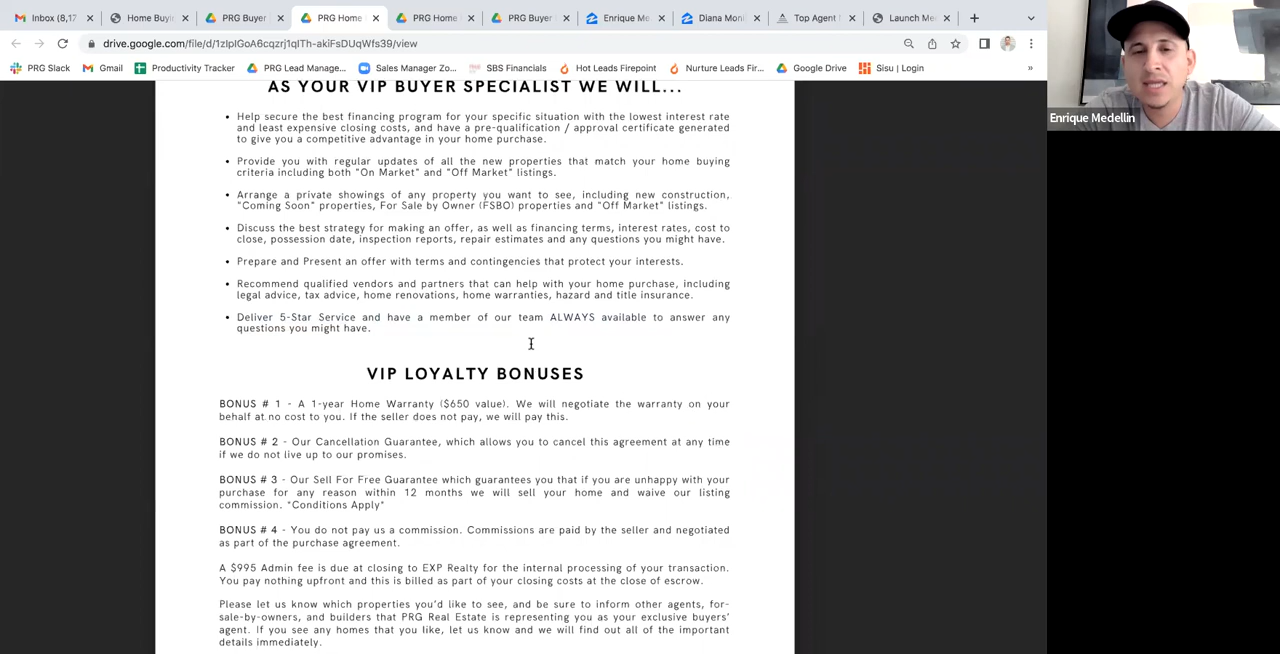 Inbox (8,17
Home Buyi
PRG Buyer
PRG Home
PRG Home
PRG Buyer
Enrique Me
Diana Moni
Top Agent
Launch Me
drive.google.com/file/d/1zIpIGoA6cqzrj1qITh-akiFsDUqWfs39/view
PRG Slack
Gmail
Productivity Tracker
PRG Lead Manage...
Sales Manager Zo...
SBS Financials
Hot Leads Firepoint
Nurture Leads Fir...
Google Drive
Sisu | Login
»
AS YOUR VIP BUYER SPECIALIST WE WILL...
• Help secure the best financing program for your specific situation with the lowest interest rate
and least expensive closing costs, and have a pre-qualification / approval certificate generated
to give you a competitive advantage in your home purchase.
• Provide you with regular updates of all the new properties that match your home buying
criteria including both "On Market" and "Off Market" listings.
• Arrange a private showings of any property you want to see, including new construction,
"Coming Soon" properties, For Sale by Owner (FSBO) properties and "Off Market" listings.
• Discuss the best strategy for making an offer, as well as financing terms, interest rates, cost to
close, possession date, inspection reports, repair estimates and any questions you might have.
• Prepare and Present an offer with terms and contingencies that protect your interests.
• Recommend qualified vendors and partners that can help with your home purchase, including
legal advice, tax advice, home renovations, home warranties, hazard and title insurance.
• Deliver 5-Star Service and have a member of our team ALWAYS available to answer any
questions you might have.
VIP LOYALTY BONUSES
BONUS # 1 - A 1-year Home Warranty ($650 value). We will negotiate the warranty on your
behalf at no cost to you. If the seller does not pay, we will pay this.
BONUS # 2 - Our Cancellation Guarantee, which allows you to cancel this agreement at any time
if we do not live up to our promises.
BONUS # 3 - Our Sell For Free Guarantee which guarantees you that if you are unhappy with your
purchase for any reason within 12 months we will sell your home and waive our listing
commission. *Conditions Apply*
BONUS # 4 - You do not pay us a commission. Commissions are paid by the seller and negotiated
as part of the purchase agreement.
A $995 Admin fee is due at closing to EXP Realty for the internal processing of your transaction.
You pay nothing upfront and this is billed as part of your closing costs at the close of escrow.
Please let us know which properties you'd like to see, and be sure to inform other agents, for-
sale-by-owners, and builders that PRG Real Estate is representing you as your exclusive buyers'
agent. If you see any homes that you like, let us know and we will find out all of the important
details immediately.
Enrique Medellin